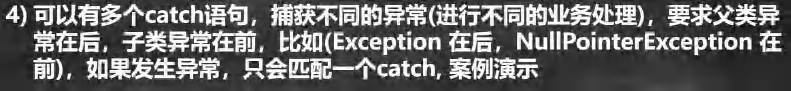 4) 可以有多个catch语句，捕获不同的异常(进行不同的业务处理)，要求父类异
常在后，子类异常在前，比如(Exception 在后，NullPointerException 在
前)，如果发生异常，只会匹配一个catch, 案例演示